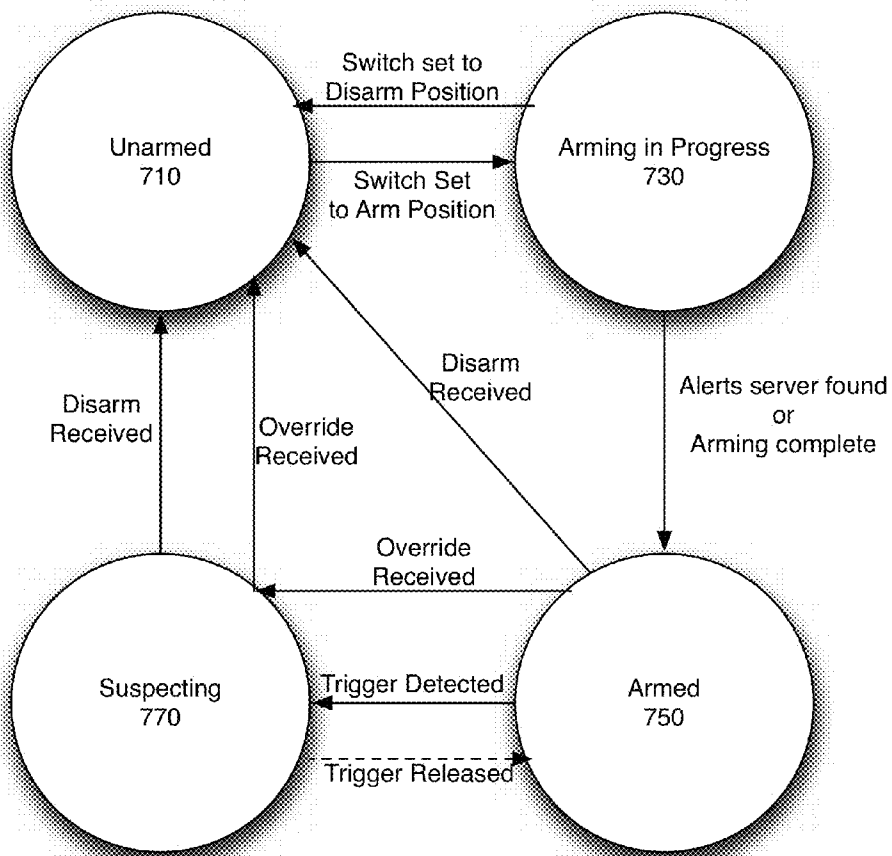 Switch set to
Disarm Position
Unarmed
710
Arming in Progress
730
Switch Set
to Arm Position
Disarm
Received
Alerts server found
or
Arming complete
Disarm
Received
Override
Received
Override
Received
Suspecting
770
Trigger Detected
Armed
750
Trigger Released